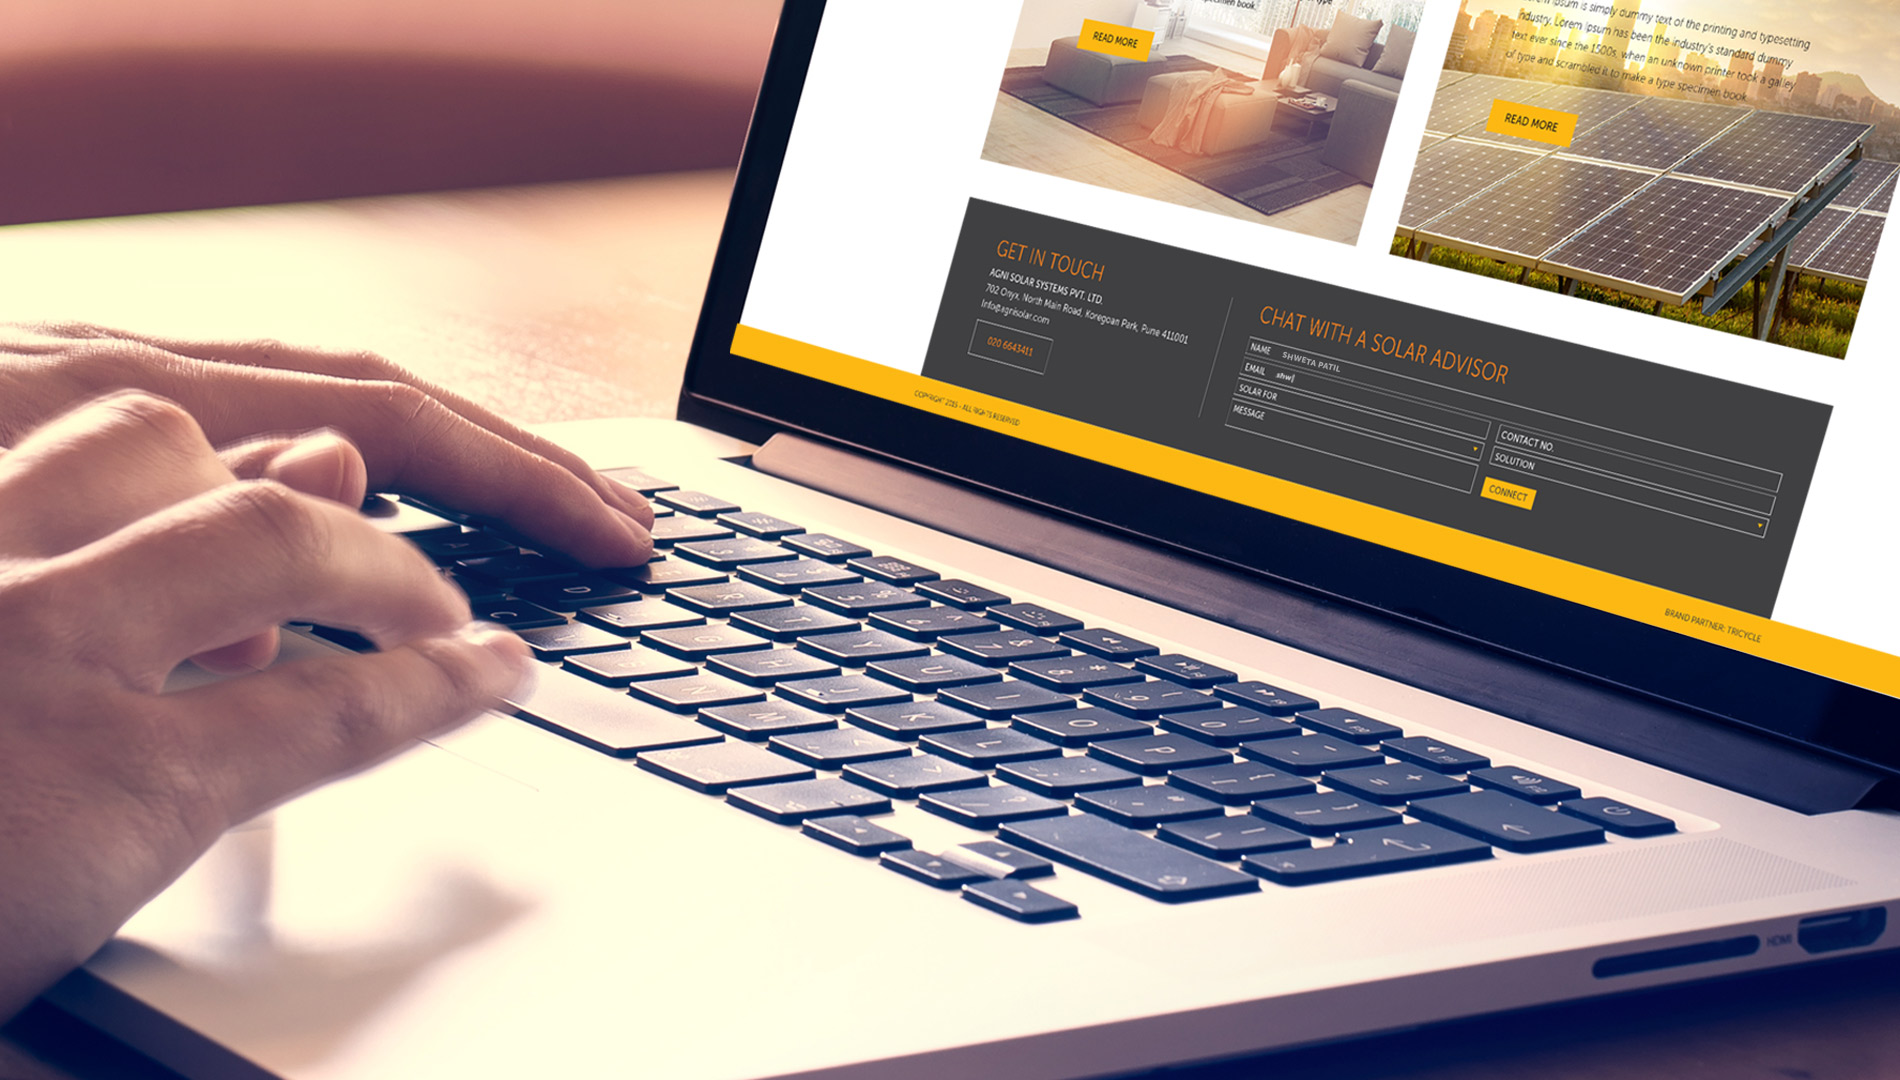 specimen book
type
READ MORE
Lorem Ipsum is simply dummy text of the printing and typesetting
industry. Lorem Ipsum has been the industry's standard dummy
text ever since the 1500s, when an unknown printer took a galley
of type and scrambled it to make a type specimen book
READ MORE
GET IN TOUCH
AGNI SOLAR SYSTEMS PVT. LTD.
702 Onyx, North Main Road, Koregoan Park, Pune 411001
Info@agnisolar.com
020 6643411
CHAT WITH A SOLAR ADVISOR
NAME SHWETA PATIL
EMAIL shw
SOLAR FOR
MESSAGE
CONTACT NO.
SOLUTION
CONNECT
COPYRIGHT 2015 - ALL RIGHTS RESERVED
BRAND PARTNER: TRICYCLE
D
C
R T Y U I O P
G H J K L
N M
HDMI